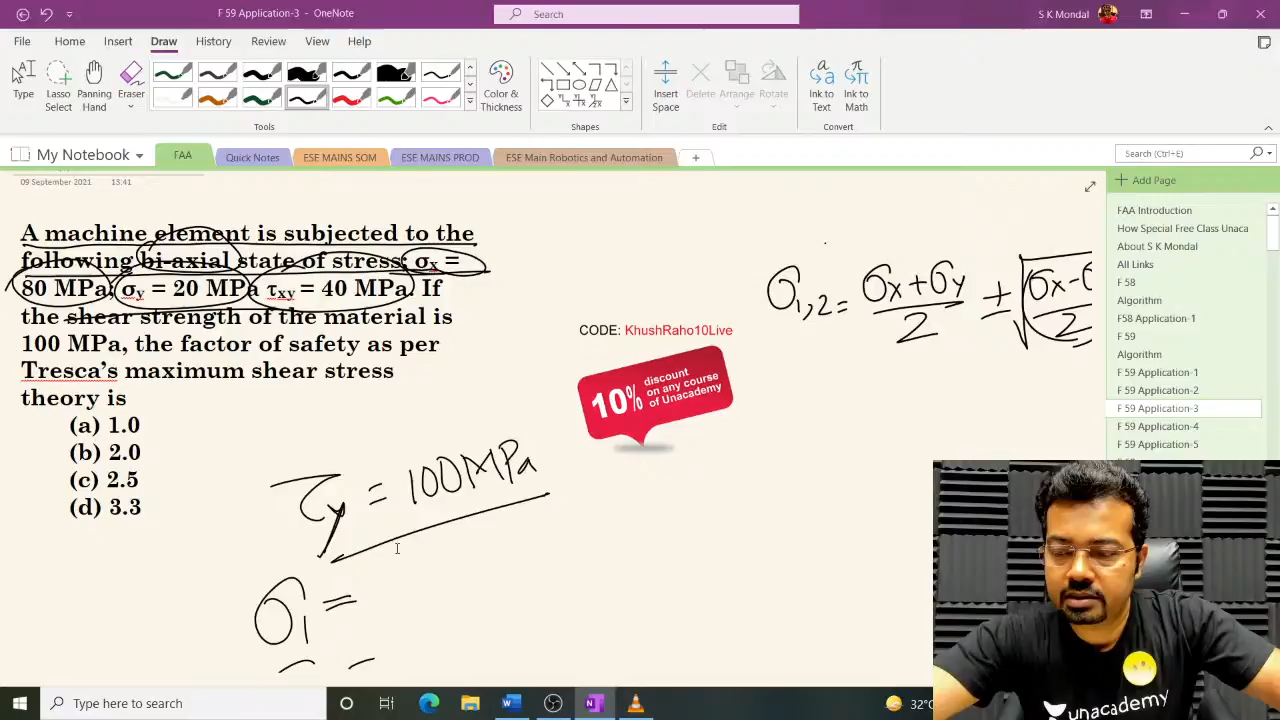 F 59 Application-3 - OneNote
Search
S K Mondal
File Home Insert Draw History Review View Help
Type
Lasso Select
Panning Hand
Eraser
Color & Thickness
Insert Space
Delete
Arrange
Rotate
Ink to Text
Ink to Math
Tools
Shapes
Edit
Convert
My Notebook
FAA
Quick Notes
ESE MAINS SOM
ESE MAINS PROD
ESE Main Robotics and Automation
Search (Ctrl+E)
09 September 2021 13:41
A machine element is subjected to the
following bi-axial state of stress: σx =
80 MPa, σy = 20 MPa τxy = 40 MPa. If
the shear strength of the material is
100 MPa, the factor of safety as per
Tresca's maximum shear stress
theory is
(a) 1.0
(b) 2.0
(c) 2.5
(d) 3.3
τy = 100 MPa
σ1 =
CODE: KhushRaho10Live
10% discount
on any course
of Unacademy
σ1,2 = σx+σy/2 ± √(σx-σ/2
Add Page
FAA Introduction
How Special Free Class Unaca
About S K Mondal
All Links
F 58
Algorithm
F58 Application-1
F 59
Algorithm
F 59 Application-1
F 59 Application-2
F 59 Application-3
F 59 Application-4
F 59 Application-5
unacademy
Type here to search
32°